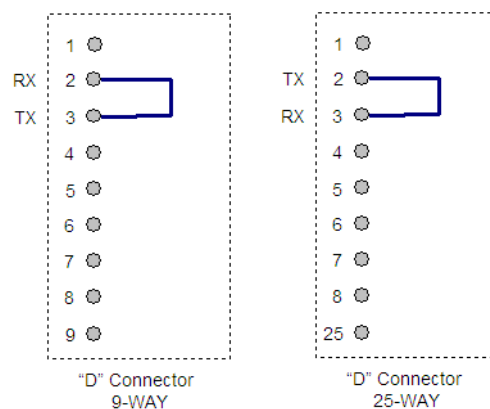 1
RX 2
TX 3
4
5
6
7
8
9
"D" Connector
9-WAY
1
TX 2
RX 3
4
5
6
7
8
25
"D" Connector
25-WAY